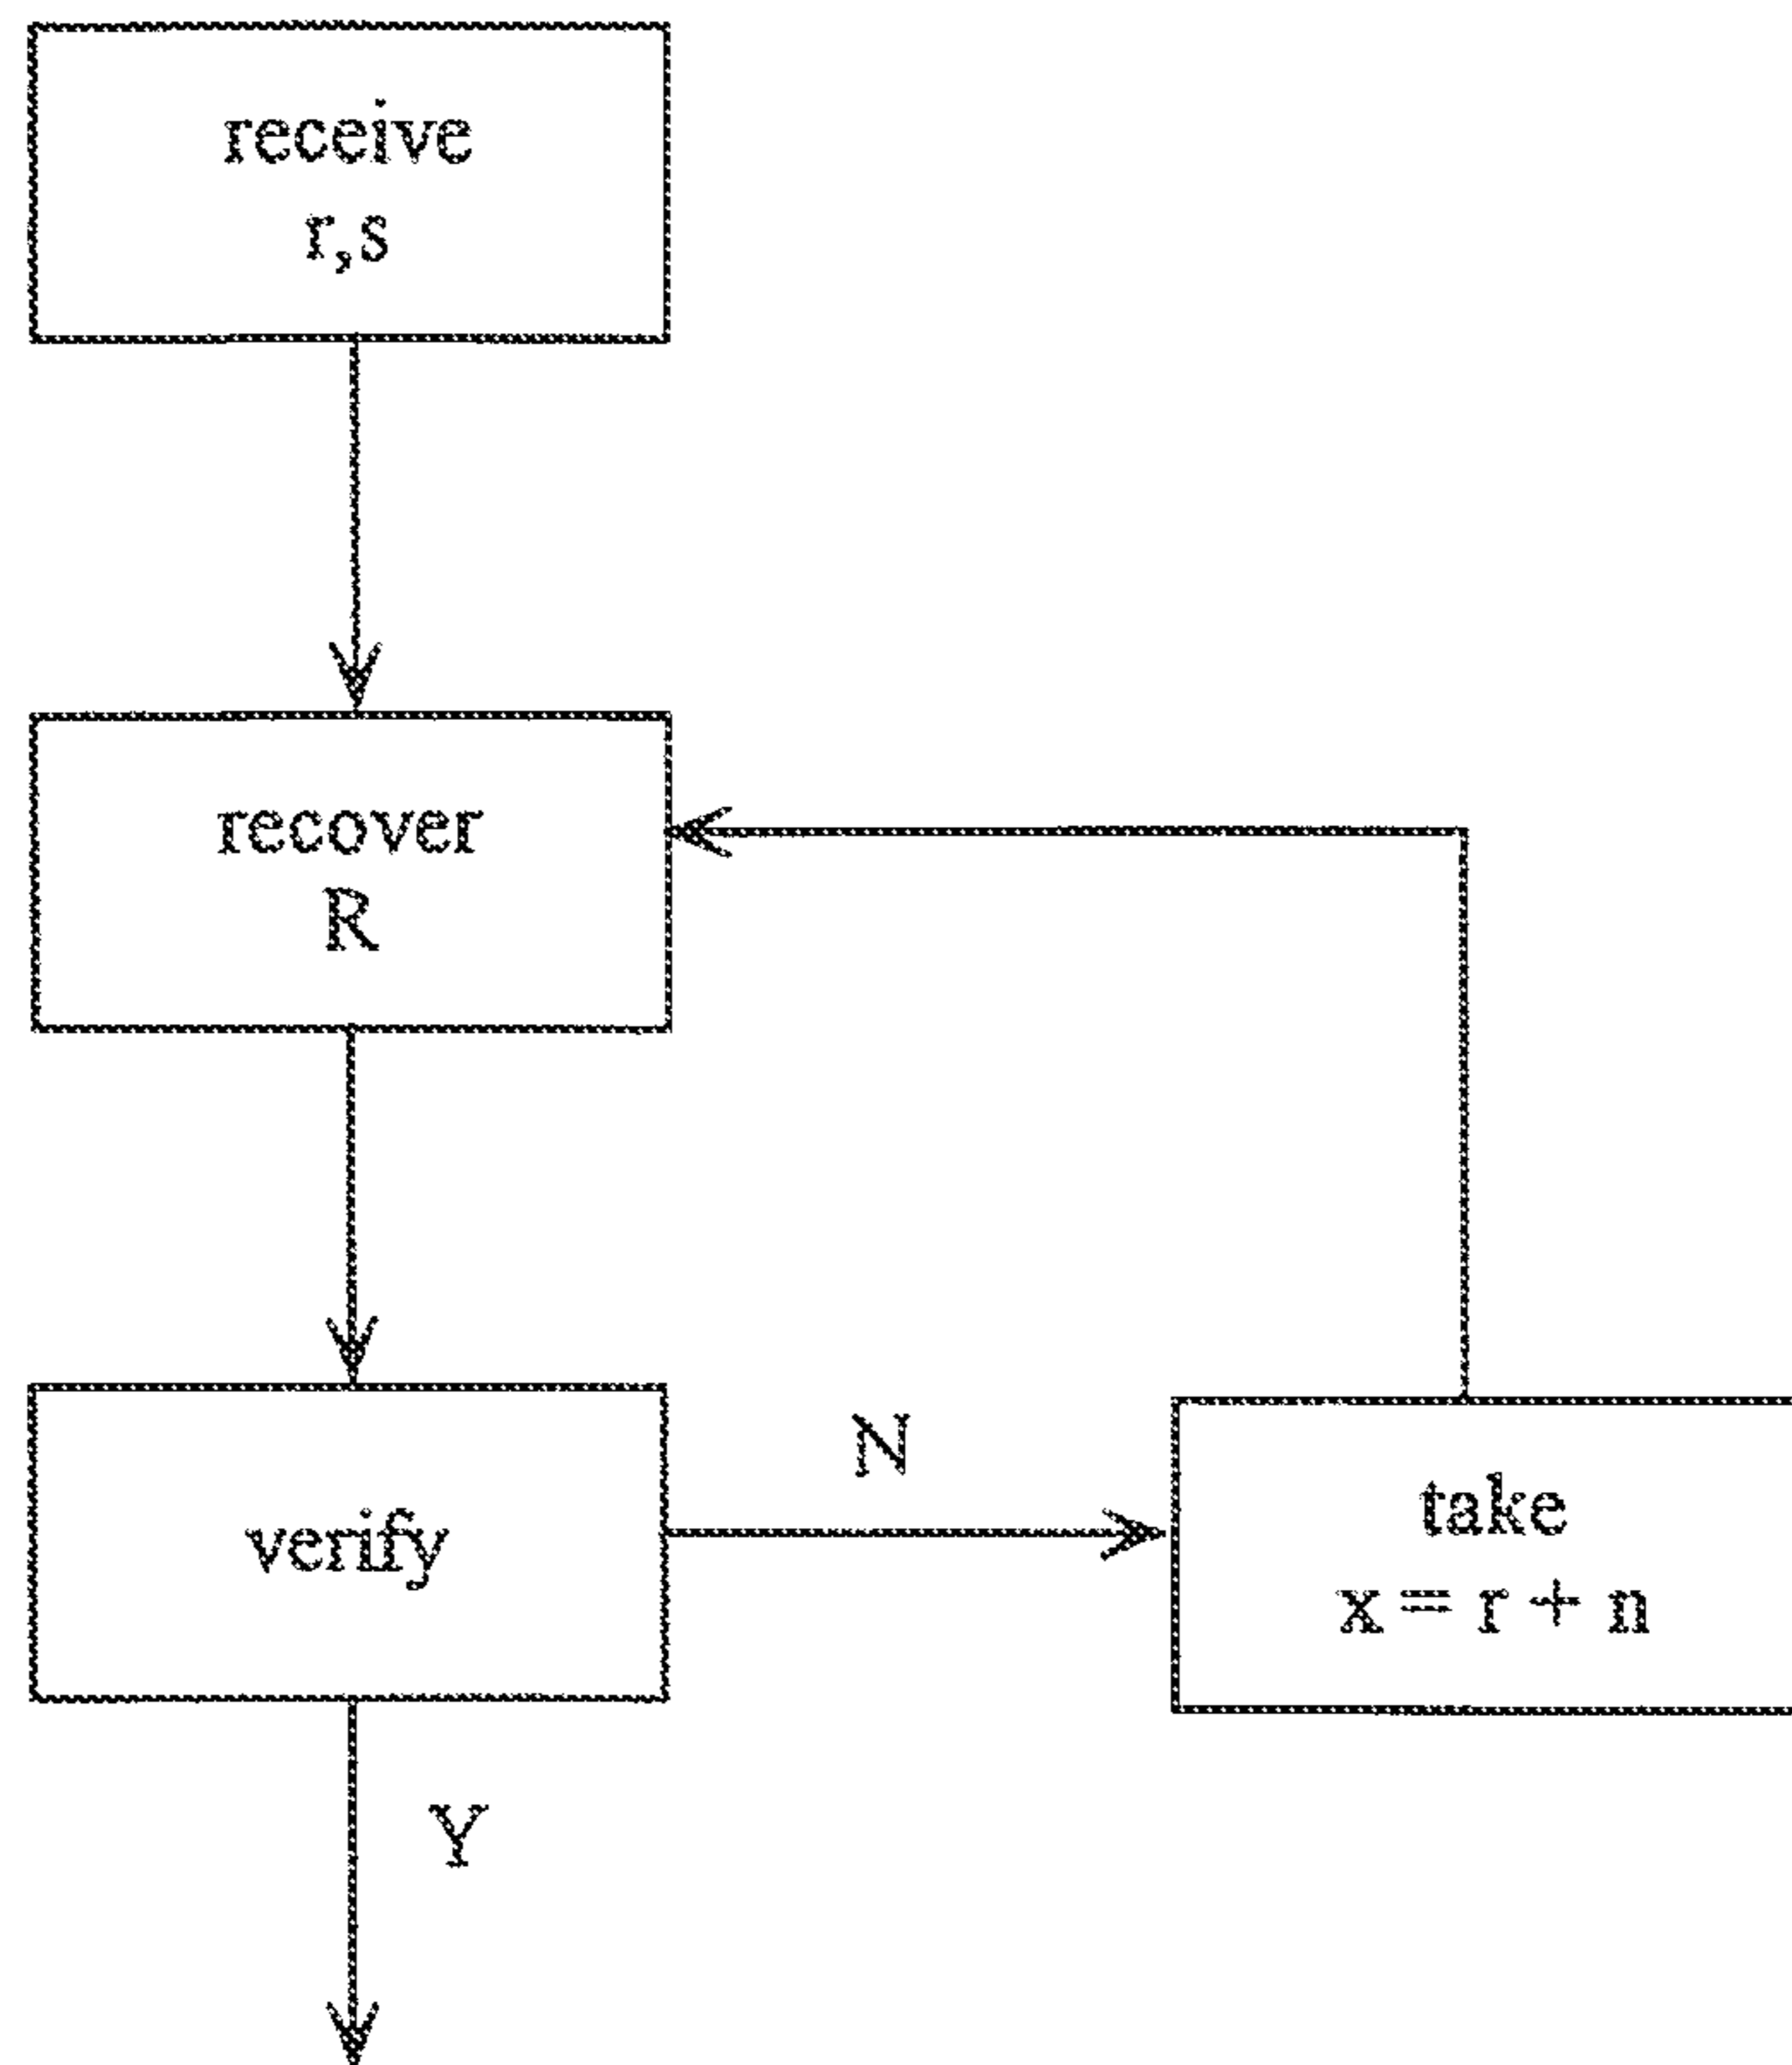 receive
r,s
recover
R
verify
N
take
x = r + n
Y